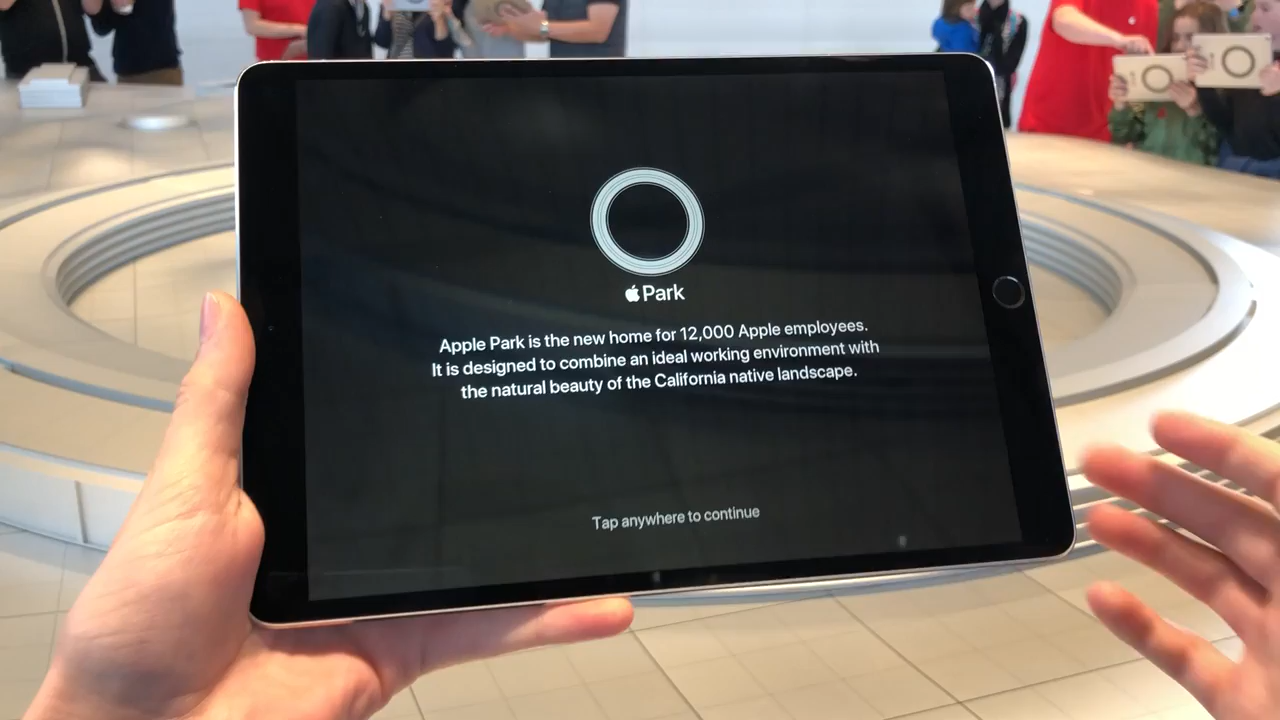 Park
Apple Park is the new home for 12,000 Apple employees.
It is designed to combine an ideal working environment with
the natural beauty of the California native landscape.
Tap anywhere to continue